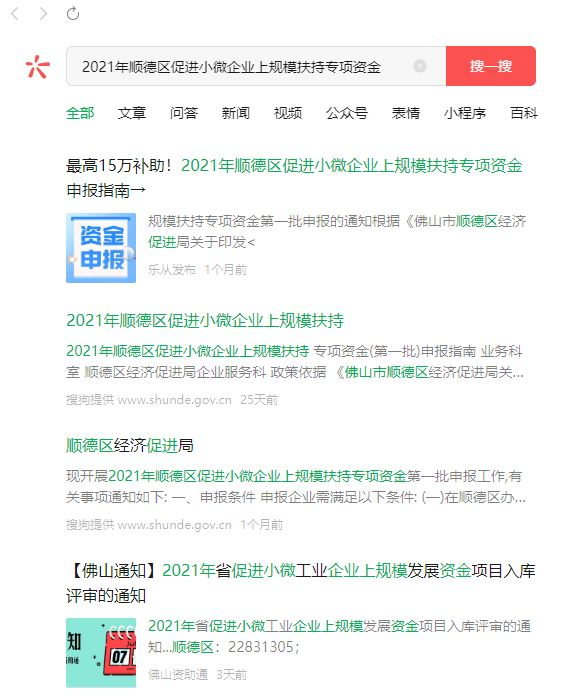 2021年顺德区促进小微企业上规模扶持专项资金
搜一搜
全部 文章 问答 新闻 视频 公众号 表情 小程序 百科
最高15万补助！2021年顺德区促进小微企业上规模扶持专项资金
申报指南→
资金
申报
规模扶持专项资金第一批申报的通知根据《佛山市顺德区经济
促进局关于印发<
乐从发布 1个月前
2021年顺德区促进小微企业上规模扶持
2021年顺德区促进小微企业上规模扶持 专项资金(第一批)申报指南 业务科
室 顺德区经济促进局企业服务科 政策依据 《佛山市顺德区经济促进局关...
搜狗提供 www.shunde.gov.cn 25天前
顺德区经济促进局
现开展2021年顺德区促进小微企业上规模扶持专项资金第一批申报工作,有
关事项通知如下: 一、申报条件 申报企业需满足以下条件: (一)在顺德区办...
搜狗提供 www.shunde.gov.cn 1个月前
【佛山通知】2021年省促进小微工业企业上规模发展资金项目入库
评审的通知
知
07
2021年省促进小微工业企业上规模发展资金项目入库评审的通
知...顺德区：22831305；
佛山资助通 3天前